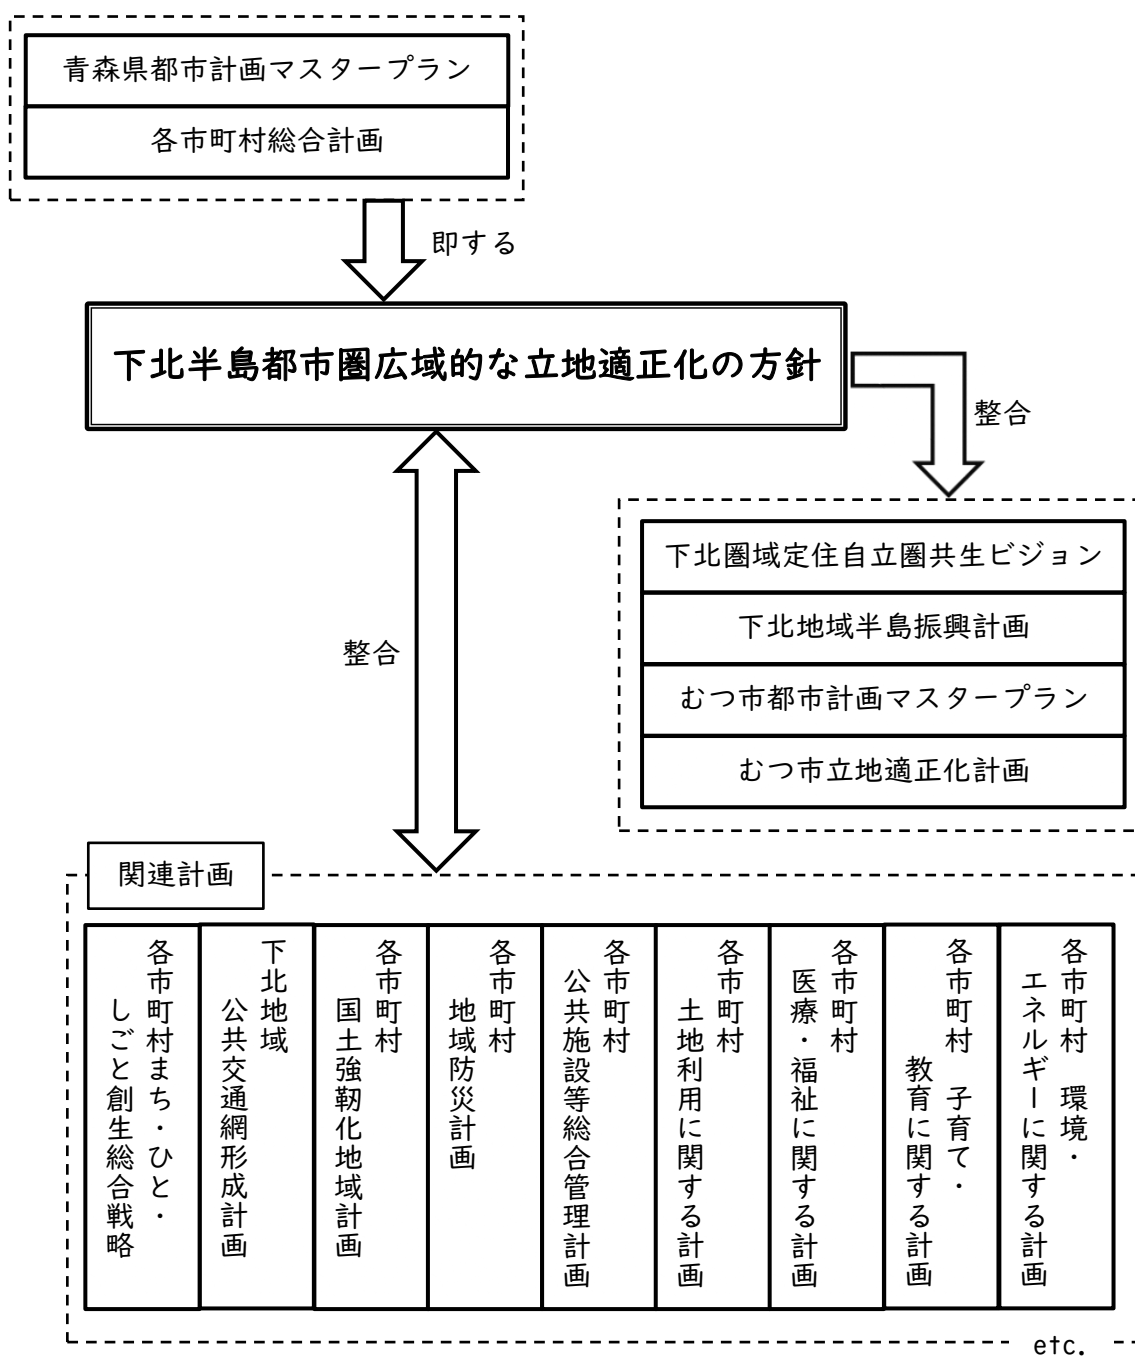 青森県都市計画マスタープラン
各市町村総合計画
即する
下北半島都市圏広域的な立地適正化の方針
整合
下北圏域定住自立圏共生ビジョン
下北地域半島振興計画
むつ市都市計画マスタープラン
むつ市立地適正化計画
整合
関連計画
各市町村まち・ひと・
しごと創生総合戦略
下北地域
公共交通網形成計画
各市町村
国土強靭化地域計画
各市町村
地域防災計画
各市町村
公共施設等総合管理計画
各市町村
土地利用に関する計画
各市町村
医療・福祉に関する計画
各市町村 子育て・
教育に関する計画
各市町村 環境・
エネルギーに関する計画
etc.